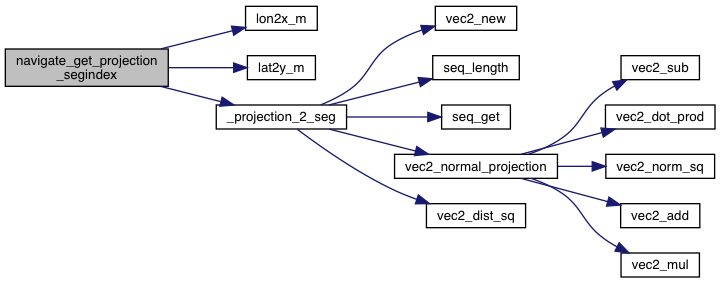 navigate_get_projection
_segindex
lon2x_m
lat2y_m
_projection_2_seg
vec2_new
seq_length
seq_get
vec2_normal_projection
vec2_dist_sq
vec2_sub
vec2_dot_prod
vec2_norm_sq
vec2_add
vec2_mul